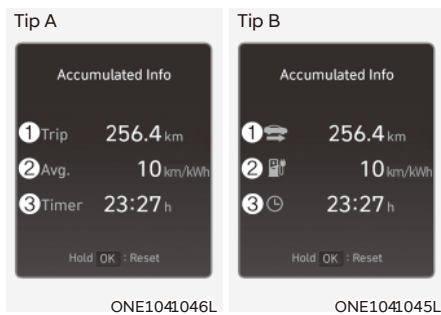 Tip A
Accumulated Info
1 Trip 256.4 km
2 Avg. 10 km/kWh
3 Timer 23:27 h
Hold OK : Reset
ONE1041046L
Tip B
Accumulated Info
1 256.4 km
2 10 km/kWh
3 23:27 h
Hold OK : Reset
ONE1041045L